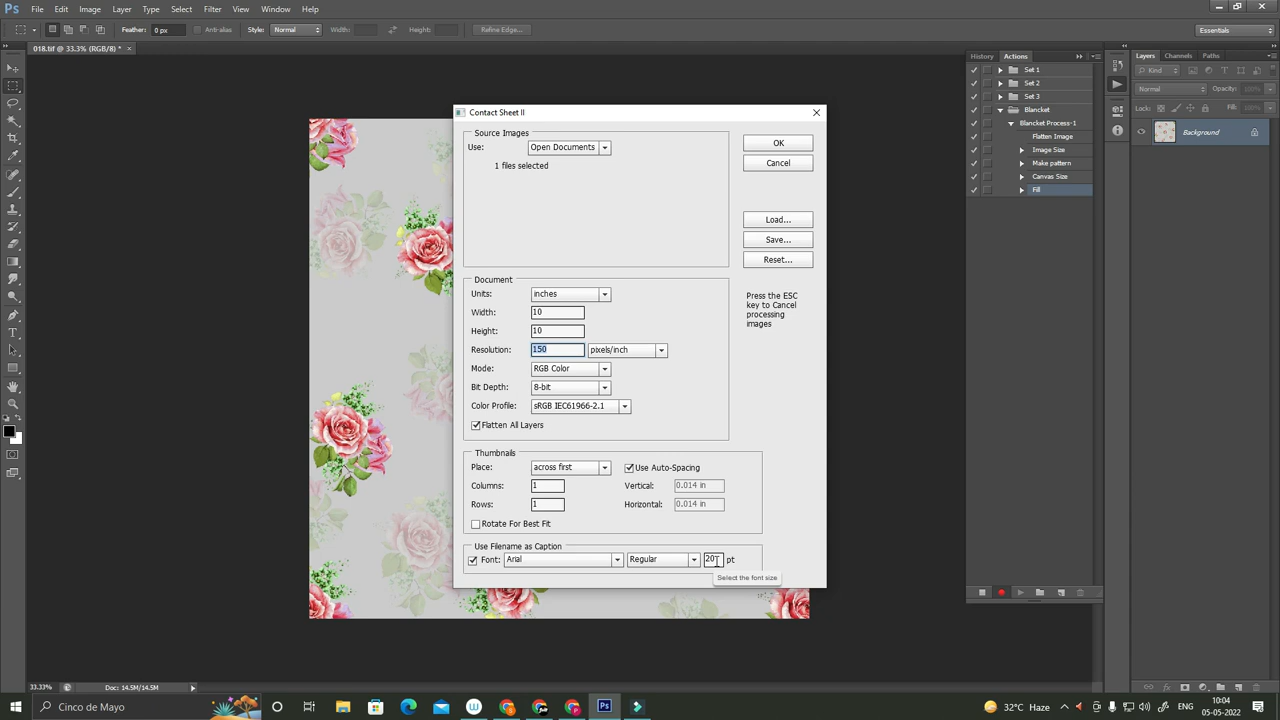 Ps File Edit Image Layer Type Select Filter View Window Help
Feather: 0 px Anti-alias Style: Normal Width: Height: Refine Edge... Essentials
018.tif @ 33.3% (RGB/8) *
History Actions
Layers Channels Paths
Set 1
Set 2
Set 3
Blancket
Blancket Process-1
Flatten Image
Image Size
Make pattern
Canvas Size
Fill
Kind
Normal Opacity: 100%
Lock: Fill: 100%
Background
Contact Sheet II
Source Images
Use: Open Documents
1 files selected
OK
Cancel
Load...
Save...
Reset...
Press the ESC
key to Cancel
processing
images
Document
Units: inches
Width: 10
Height: 10
Resolution: 150 pixels/inch
Mode: RGB Color
Bit Depth: 8-bit
Color Profile: sRGB IEC61966-2.1
Flatten All Layers
Thumbnails
Place: across first Use Auto-Spacing
Columns: 1 Vertical: 0.014 in
Rows: 1 Horizontal: 0.014 in
Rotate For Best Fit
Use Filename as Caption
Font: Arial Regular 20 pt
Select the font size
33.33% Doc: 14.5M/14.5M
Cinco de Mayo
32°C Haze
ENG
10:04
05-05-2022